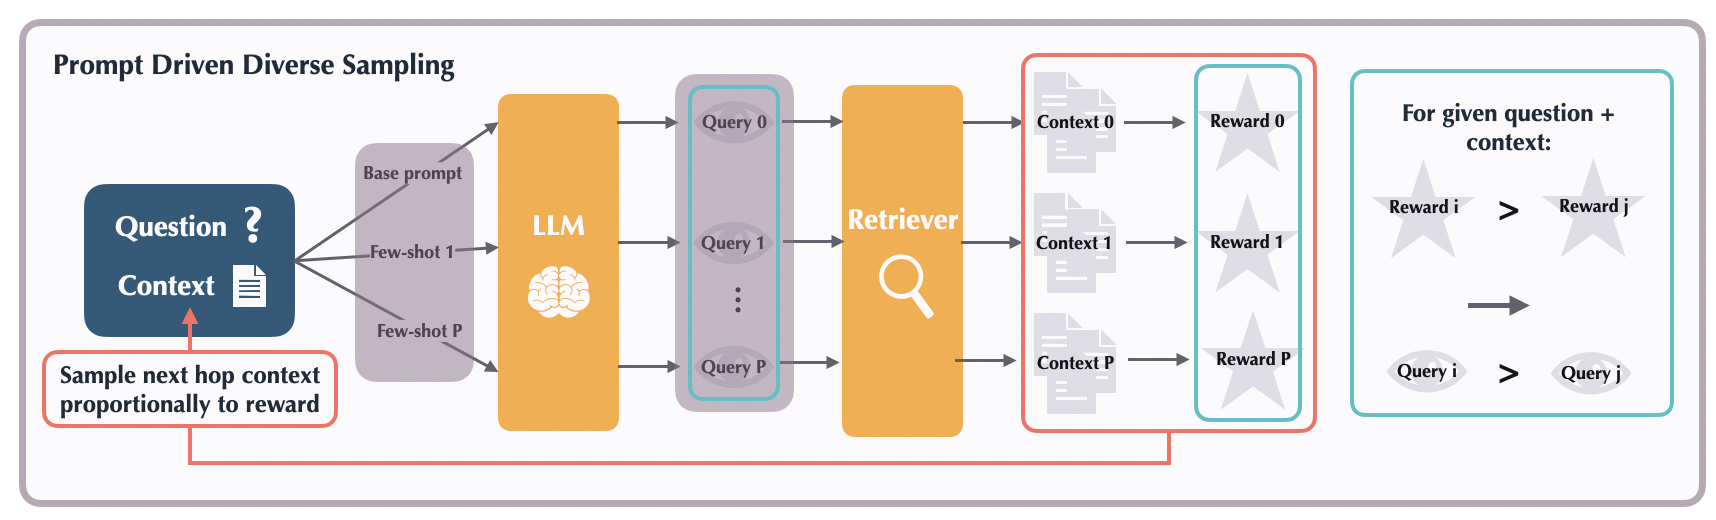 Prompt Driven Diverse Sampling
Question ?
Context
Sample next hop context
proportionally to reward
Base prompt
Few-shot 1
Few-shot P
LLM
Query 0
Query 1
⋮
Query P
Retriever
Context 0
Context 1
Context P
Reward 0
Reward 1
Reward P
For given question +
context:
Reward i > Reward j
Query i > Query j